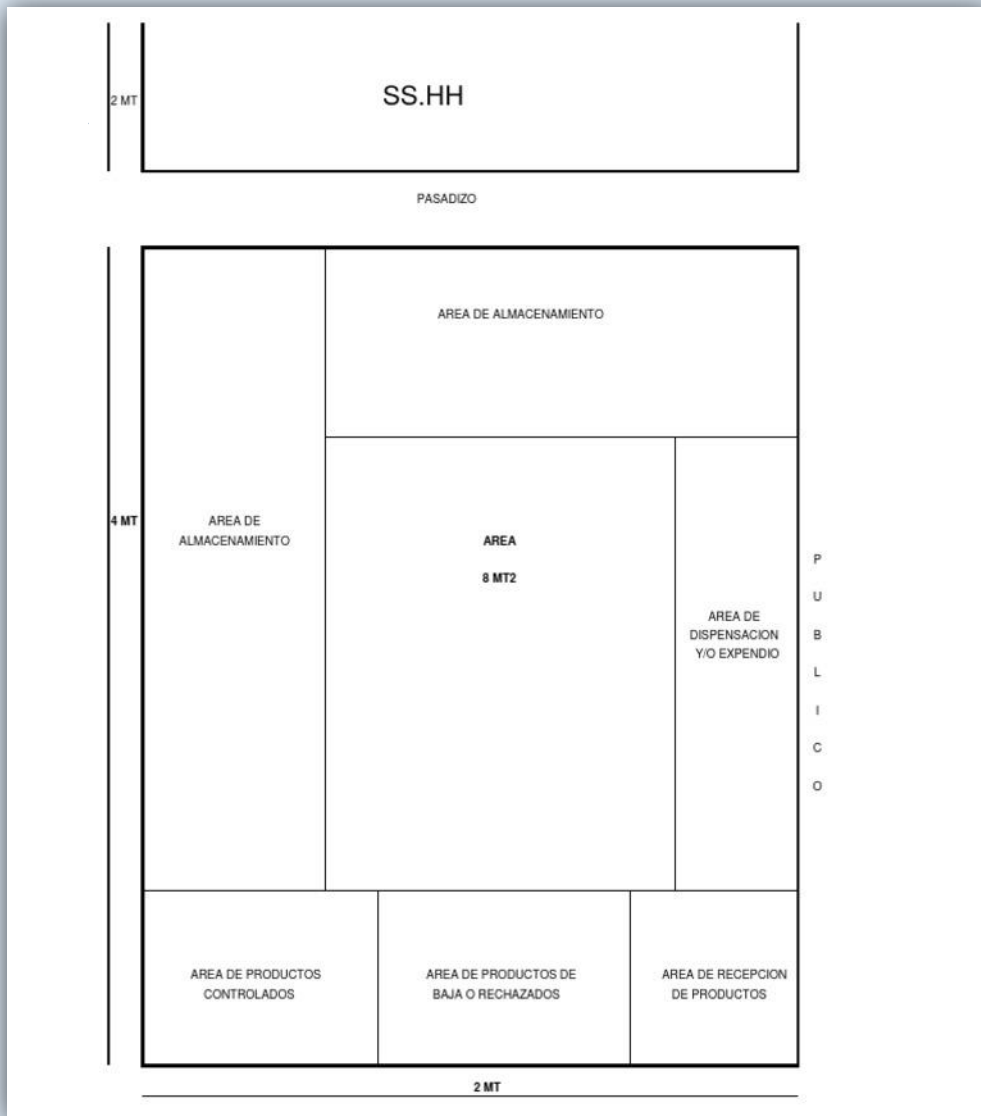 2 MT
SS.HH
PASADIZO
AREA DE ALMACENAMIENTO
4 MT
AREA DE
ALMACENAMIENTO
AREA
8 MT2
AREA DE
DISPENSACION
Y/O EXPENDIO
P
U
B
L
I
C
O
AREA DE PRODUCTOS
CONTROLADOS
AREA DE PRODUCTOS DE
BAJA O RECHAZADOS
AREA DE RECEPCION
DE PRODUCTOS
2 MT